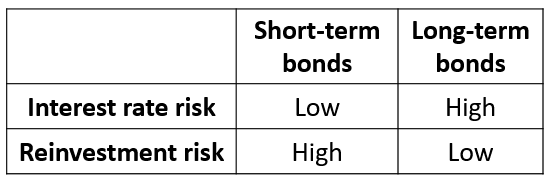 Short-term Long-term
bonds bonds
Interest rate risk Low High
Reinvestment risk High Low